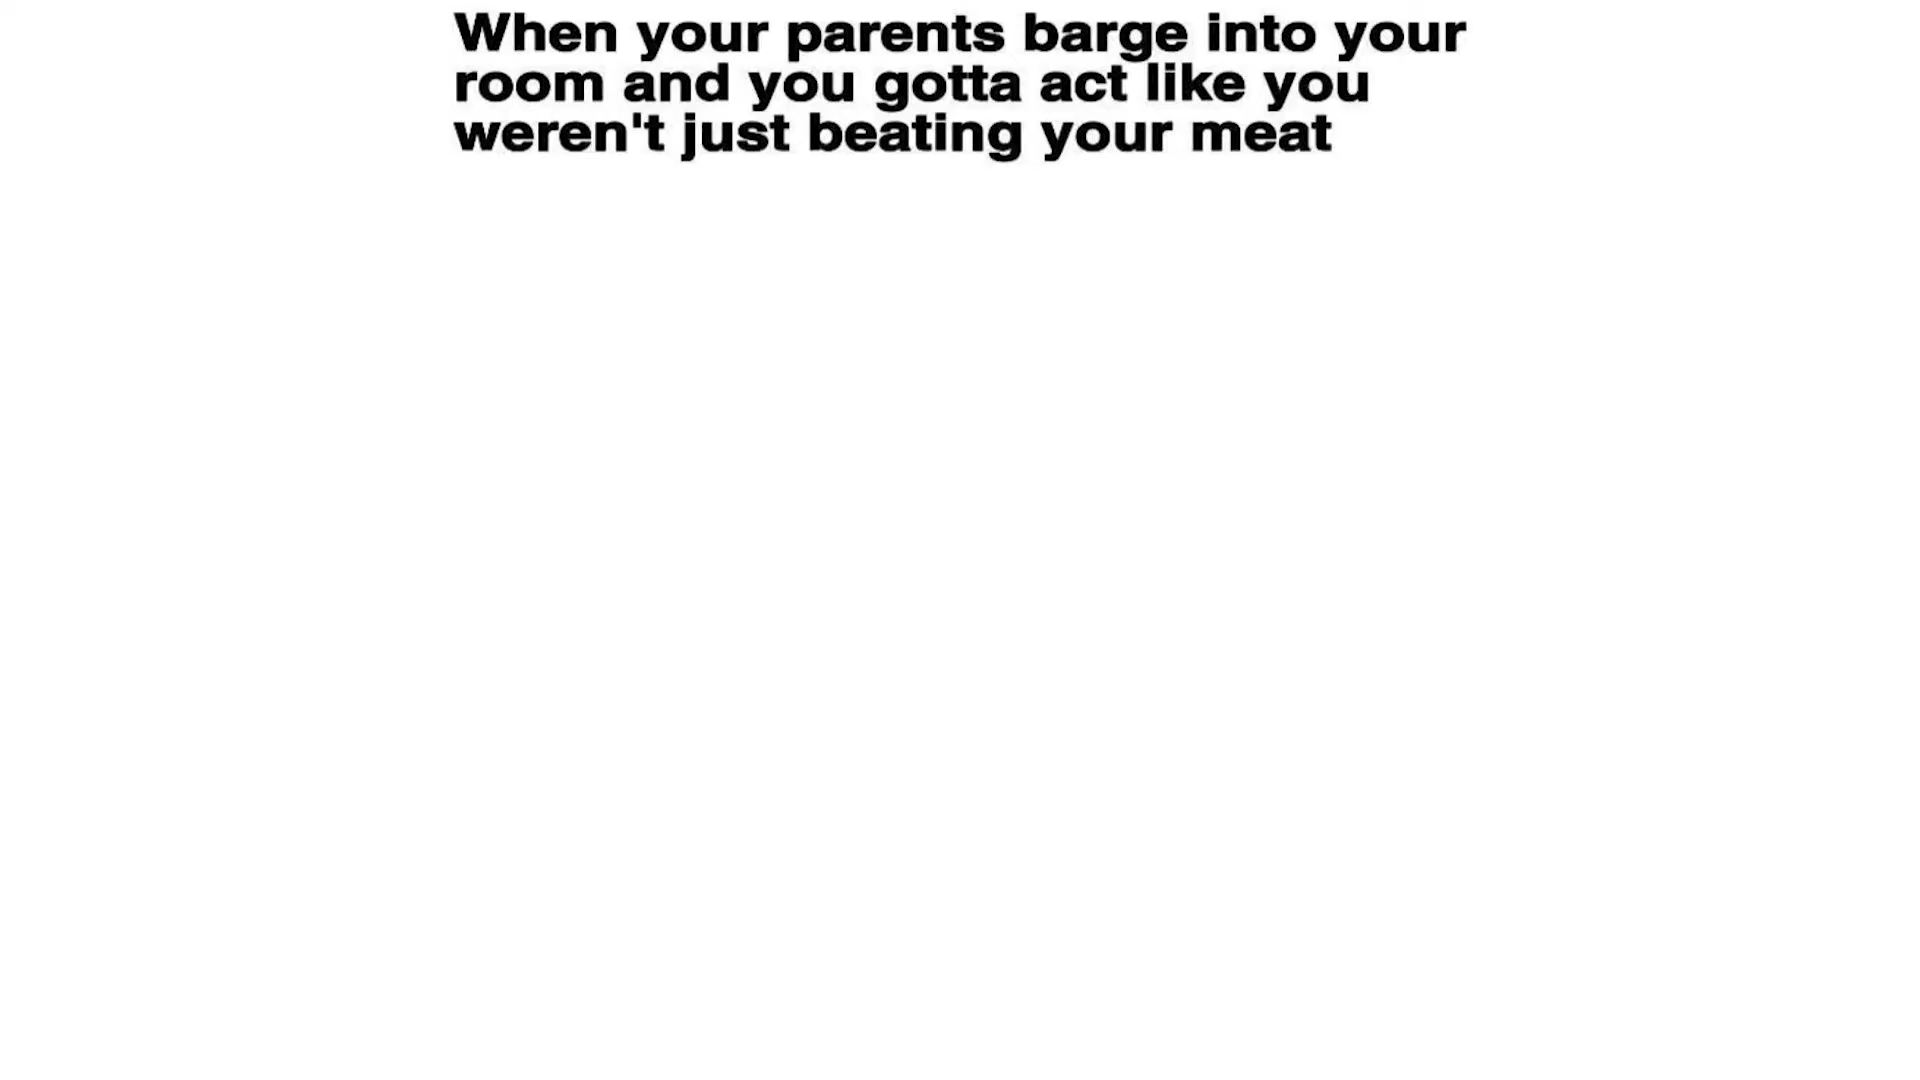 When your parents barge into your
room and you gotta act like you
weren't just beating your meat